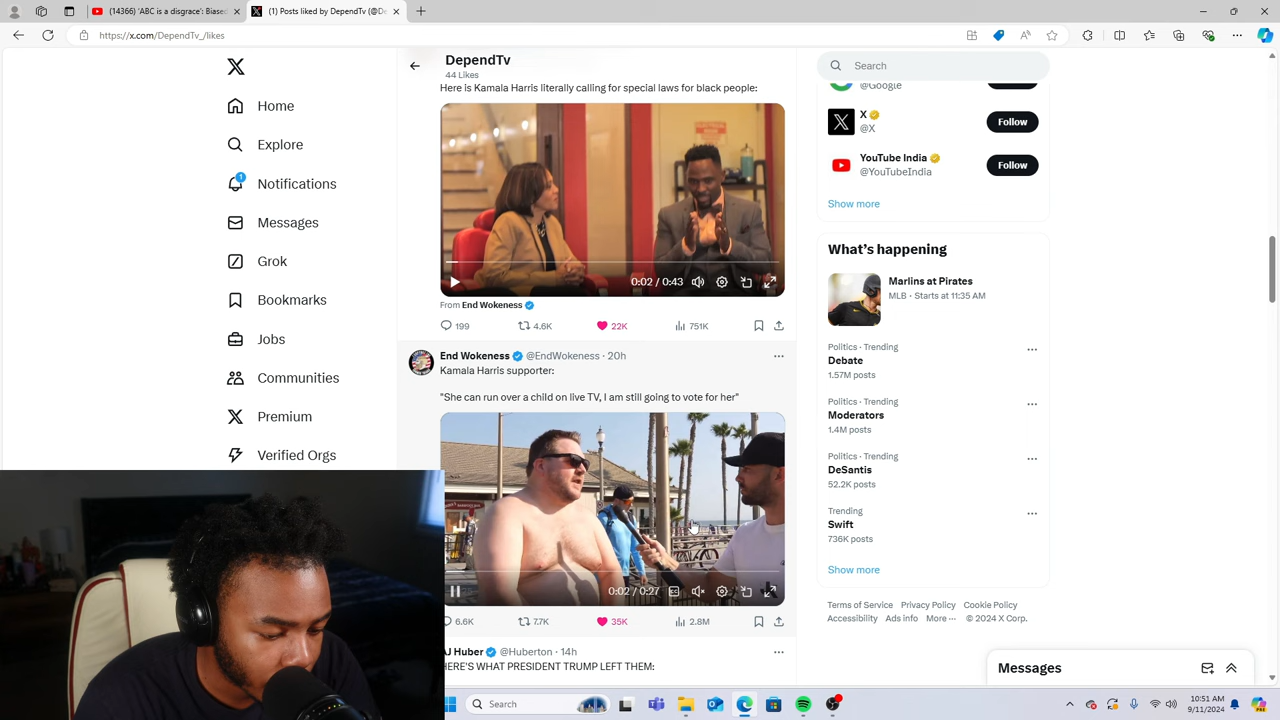 (14366) 'ABC is a disgrace': Biased
(1) Posts liked by DependTv (@De
https://x.com/DependTv_/likes
DependTv
44 Likes
Here is Kamala Harris literally calling for special laws for black people:
0:02 / 0:43
From End Wokeness
199
4.6K
22K
751K
End Wokeness @EndWokeness · 20h
Kamala Harris supporter:
"She can run over a child on live TV, I am still going to vote for her"
0:02 / 0:27
6.6K
7.7K
35K
2.8M
AJ Huber @Huberton · 14h
HERE'S WHAT PRESIDENT TRUMP LEFT THEM:
Home
Explore
1
Notifications
Messages
Grok
Bookmarks
Jobs
Communities
Premium
Verified Orgs
Search
@Google
X
@X
Follow
YouTube India
@YouTubeIndia
Follow
Show more
What's happening
Marlins at Pirates
MLB · Starts at 11:35 AM
Politics · Trending
Debate
1.57M posts
Politics · Trending
Moderators
1.4M posts
Politics · Trending
DeSantis
52.2K posts
Trending
Swift
736K posts
Show more
Terms of Service Privacy Policy Cookie Policy
Accessibility Ads info More ··· © 2024 X Corp.
Messages
Search
10:51 AM
9/11/2024